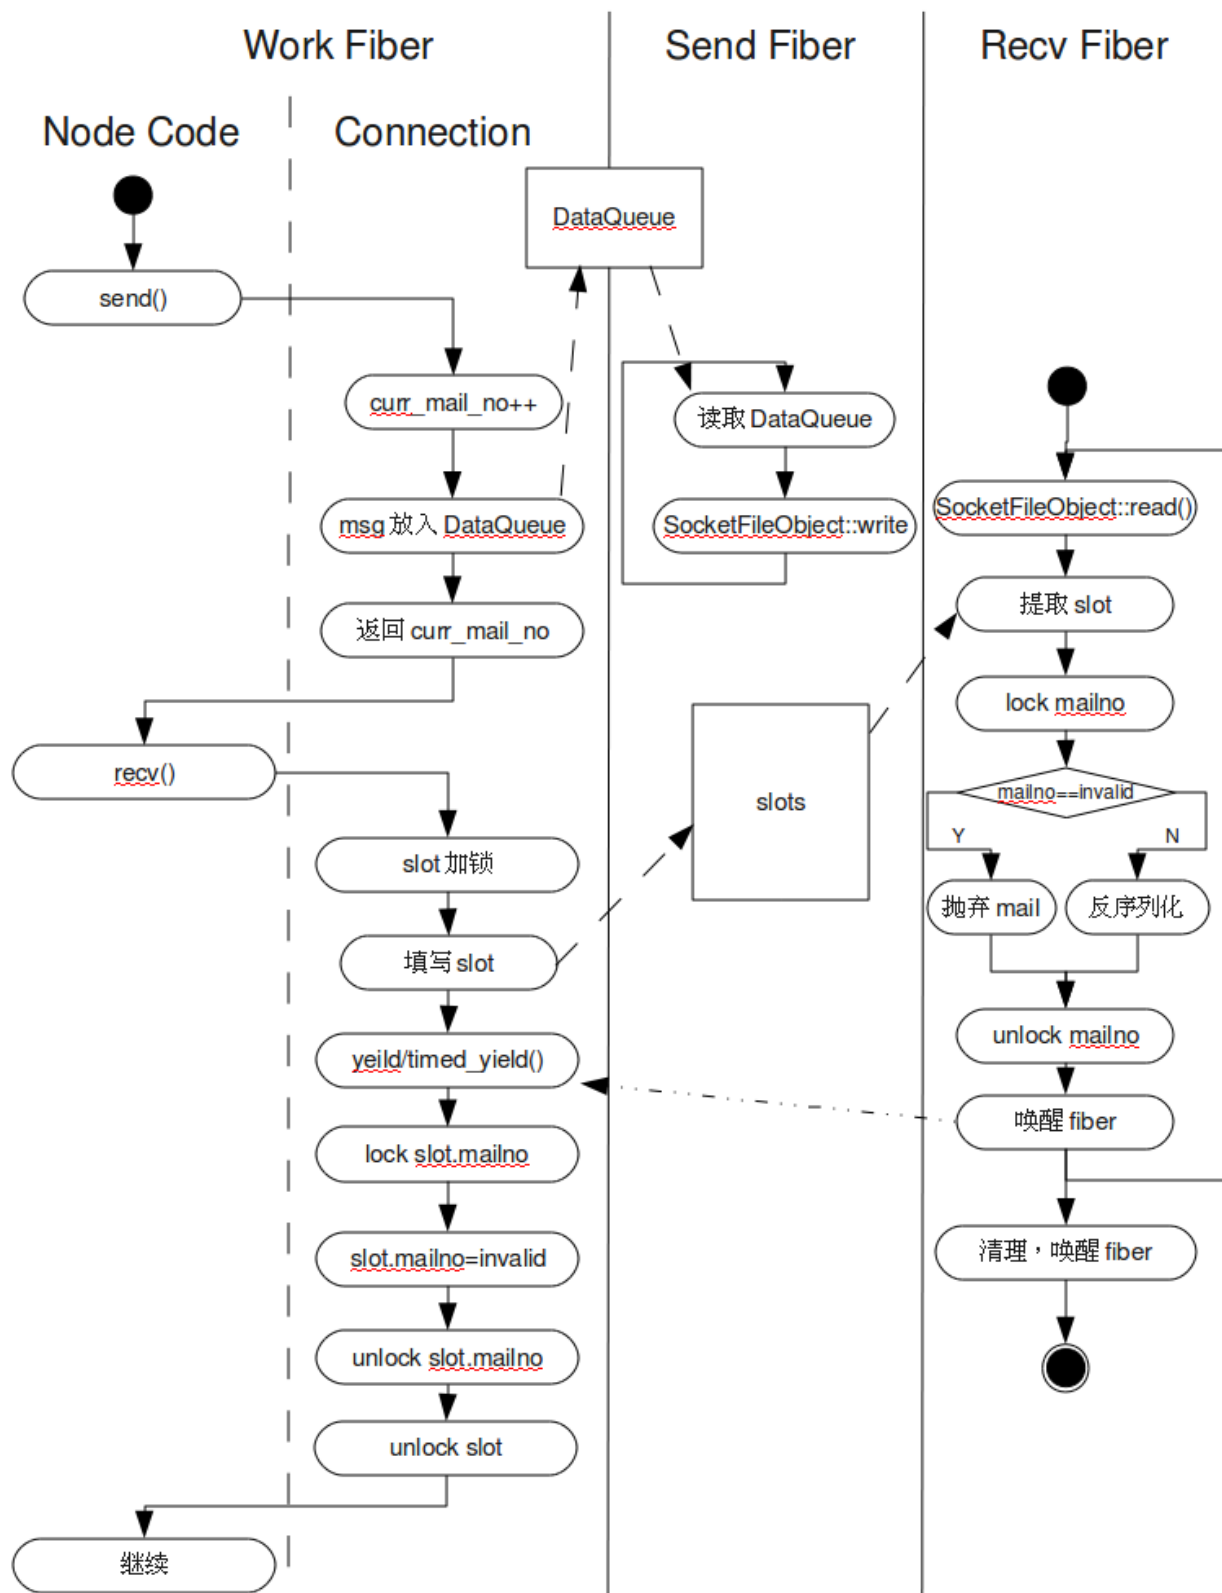 Work Fiber
Send Fiber
Recv Fiber
Node Code
Connection
DataQueue
send()
curr_mail_no++
msg 放入 DataQueue
返回 curr_mail_no
recv()
slot 加锁
填写 slot
yeild/timed_yield()
lock slot.mailno
slot.mailno=invalid
unlock slot.mailno
unlock slot
继续
读取 DataQueue
SocketFileObject::write
slots
SocketFileObject::read()
提取 slot
lock mailno
mailno==invalid
Y
N
抛弃 mail
反序列化
unlock mailno
唤醒 fiber
清理，唤醒 fiber